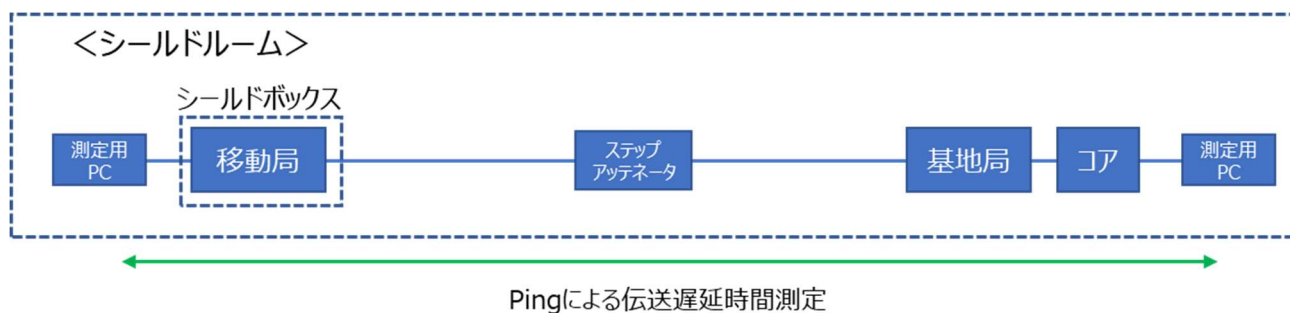 ＜シールドルーム＞
シールドボックス
測定用
PC
移動局
ステップ
アッテネータ
基地局
コア
測定用
PC
Pingによる伝送遅延時間測定